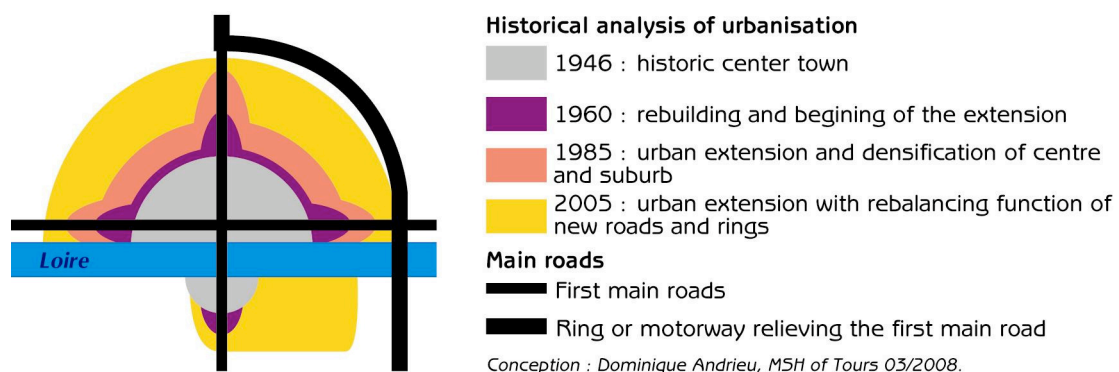 Historical analysis of urbanisation
1946 : historic center town
1960 : rebuilding and begining of the extension
1985 : urban extension and densification of centre
and suburb
2005 : urban extension with rebalancing function of
new roads and rings
Loire
Main roads
First main roads
Ring or motorway relieving the first main road
Conception : Dominique Andrieu, MSH of Tours 03/2008.